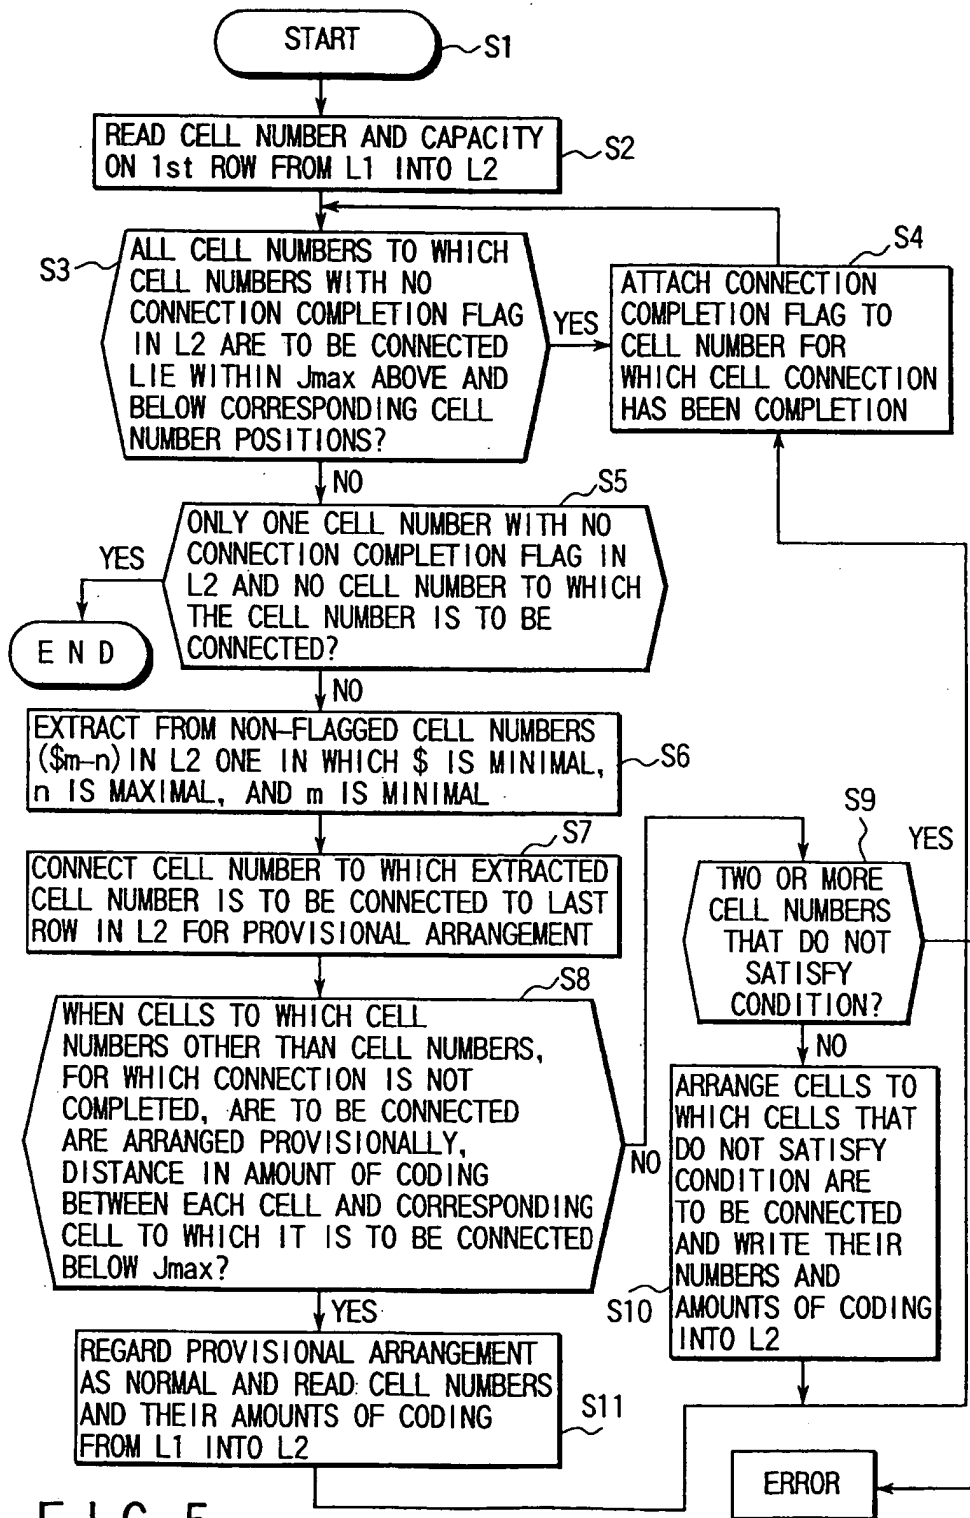 START
S1
READ CELL NUMBER AND CAPACITY
ON 1st ROW FROM L1 INTO L2
S2
S3
ALL CELL NUMBERS TO WHICH
CELL NUMBERS WITH NO
CONNECTION COMPLETION FLAG
IN L2 ARE TO BE CONNECTED
LIE WITHIN Jmax ABOVE AND
BELOW CORRESPONDING CELL
NUMBER POSITIONS?
YES
S4
ATTACH CONNECTION
COMPLETION FLAG TO
CELL NUMBER FOR
WHICH CELL CONNECTION
HAS BEEN COMPLETION
NO
S5
ONLY ONE CELL NUMBER WITH NO
CONNECTION COMPLETION FLAG IN
L2 AND NO CELL NUMBER TO WHICH
THE CELL NUMBER IS TO BE
CONNECTED?
YES
END
NO
EXTRACT FROM NON-FLAGGED CELL NUMBERS
($m-n) IN L2 ONE IN WHICH $ IS MINIMAL,
n IS MAXIMAL, AND m IS MINIMAL
S6
S7
CONNECT CELL NUMBER TO WHICH EXTRACTED
CELL NUMBER IS TO BE CONNECTED TO LAST
ROW IN L2 FOR PROVISIONAL ARRANGEMENT
S8
WHEN CELLS TO WHICH CELL
NUMBERS OTHER THAN CELL NUMBERS,
FOR WHICH CONNECTION IS NOT
COMPLETED, ARE TO BE CONNECTED
ARE ARRANGED PROVISIONALLY,
DISTANCE IN AMOUNT OF CODING
BETWEEN EACH CELL AND CORRESPONDING
CELL TO WHICH IT IS TO BE CONNECTED
BELOW Jmax?
NO
S9
TWO OR MORE
CELL NUMBERS
THAT DO NOT
SATISFY
CONDITION?
YES
NO
ARRANGE CELLS TO
WHICH CELLS THAT
DO NOT SATISFY
CONDITION ARE
TO BE CONNECTED
AND WRITE THEIR
NUMBERS AND
AMOUNTS OF CODING
INTO L2
S10
YES
REGARD PROVISIONAL ARRANGEMENT
AS NORMAL AND READ CELL NUMBERS
AND THEIR AMOUNTS OF CODING
FROM L1 INTO L2
S11
ERROR